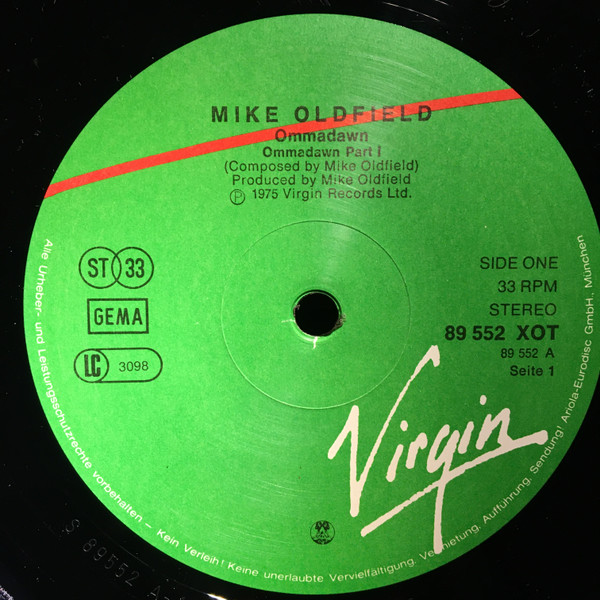 MIKE OLDFIELD
Ommadawn
Ommadawn Part I
(Composed by Mike Oldfield)
Produced by Mike Oldfield
Ⓟ 1975 Virgin Records Ltd.
ST 33
GEMA
LC 3098
SIDE ONE
33 RPM
STEREO
89 552 XOT
89 552 A
Seite 1
Virgin
Alle Urheber- und Leistungsschutzrechte vorbehalten – Kein Verleih! Keine unerlaubte Vervielfältigung, Vermietung, Aufführung, Sendung! Ariola-Eurodisc GmbH., München
S 89552 A